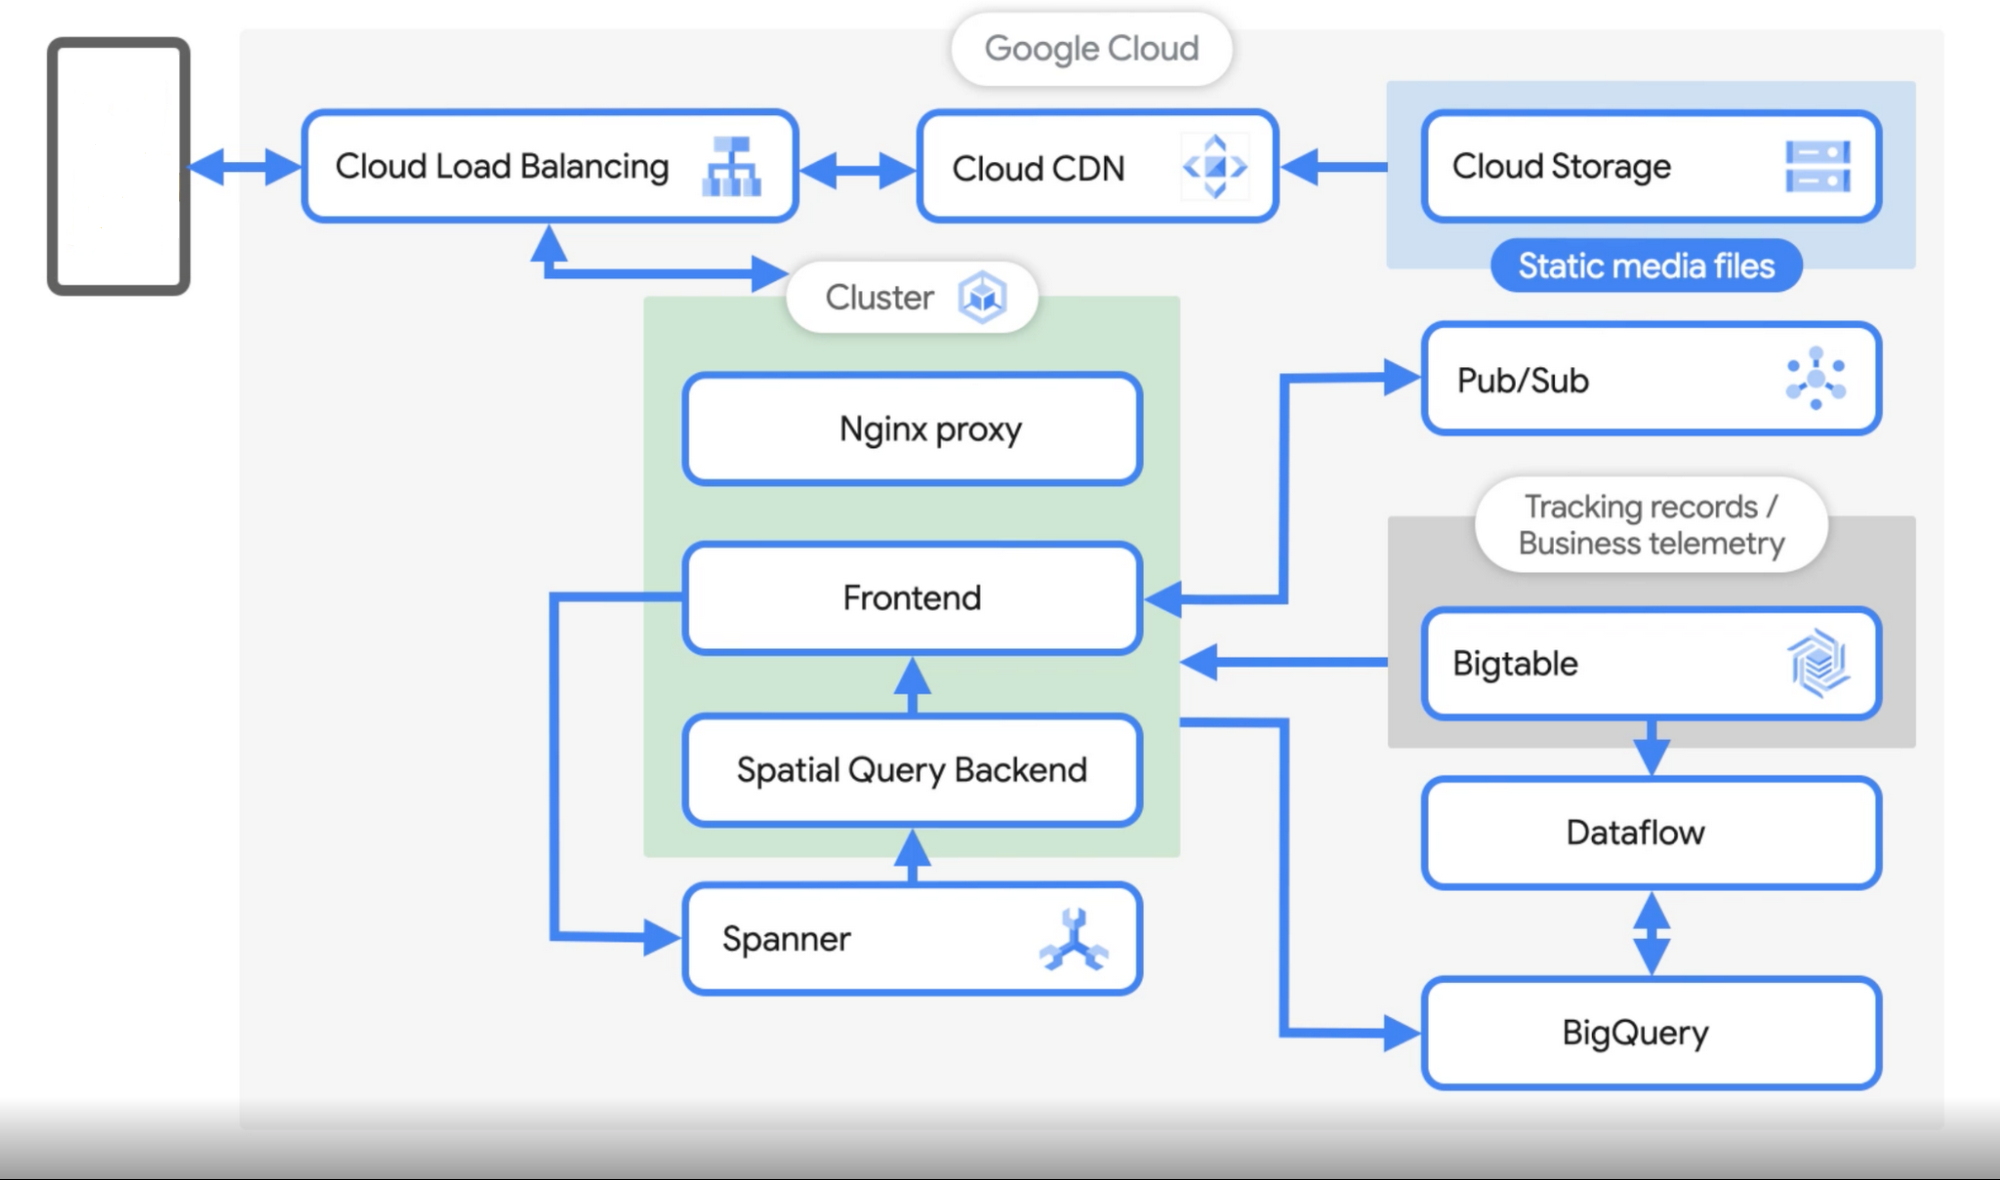 Google Cloud
Cloud Load Balancing
Cloud CDN
Cloud Storage
Static media files
Cluster
Nginx proxy
Pub/Sub
Tracking records /
Business telemetry
Frontend
Bigtable
Spatial Query Backend
Dataflow
Spanner
BigQuery